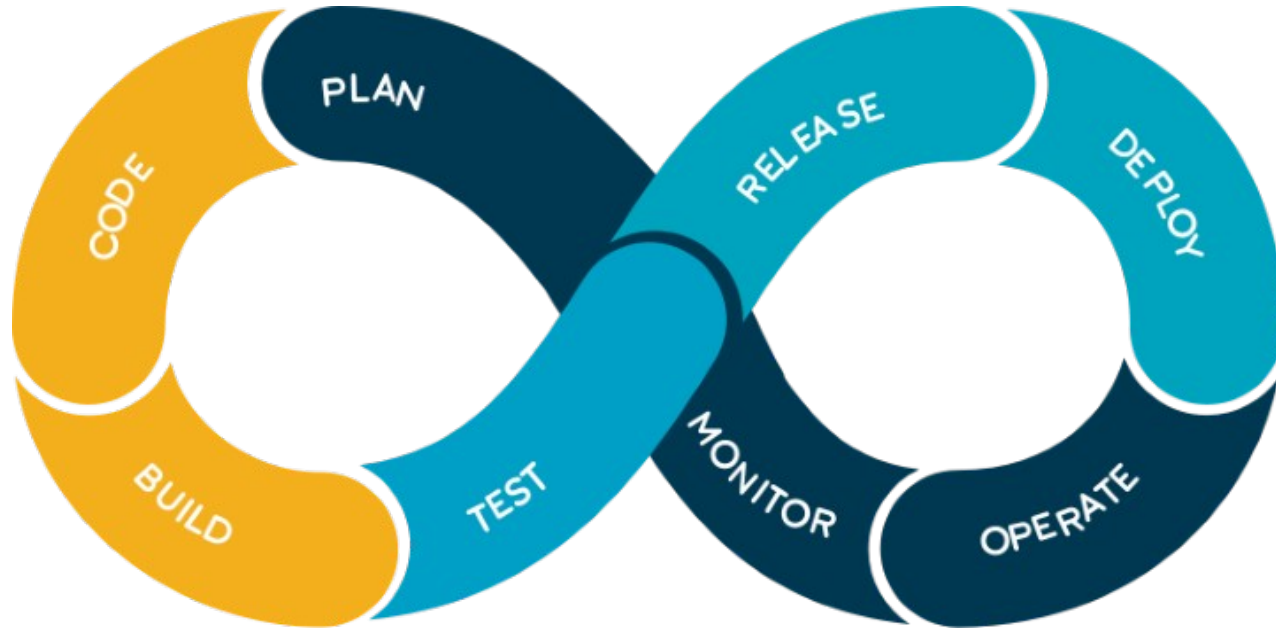 PLAN
CODE
BUILD
TEST
RELEASE
DEPLOY
OPERATE
MONITOR